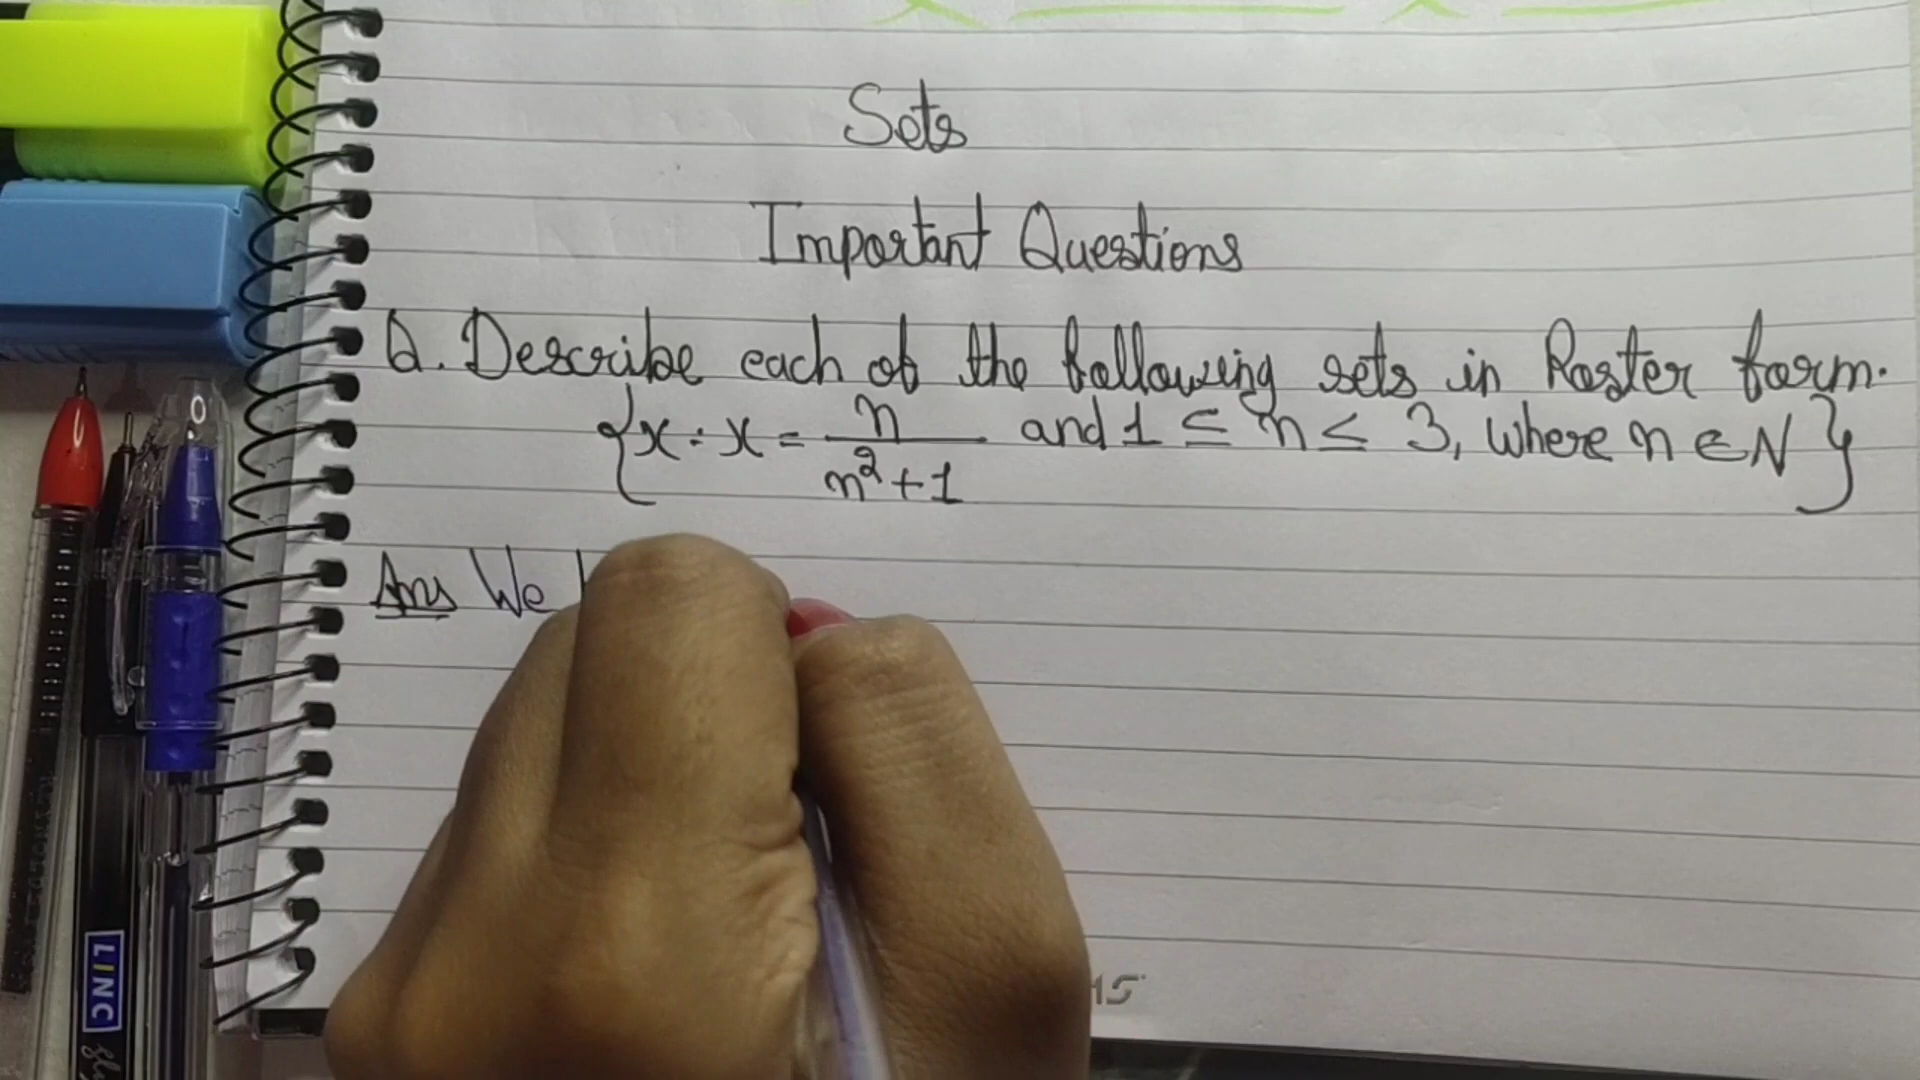 Sets
Important Questions
Q. Describe each of the following sets in Roster form.
{x : x = n/n²+1 and 1 ≤ n ≤ 3, where n ∈ N}
Ans We
LINC